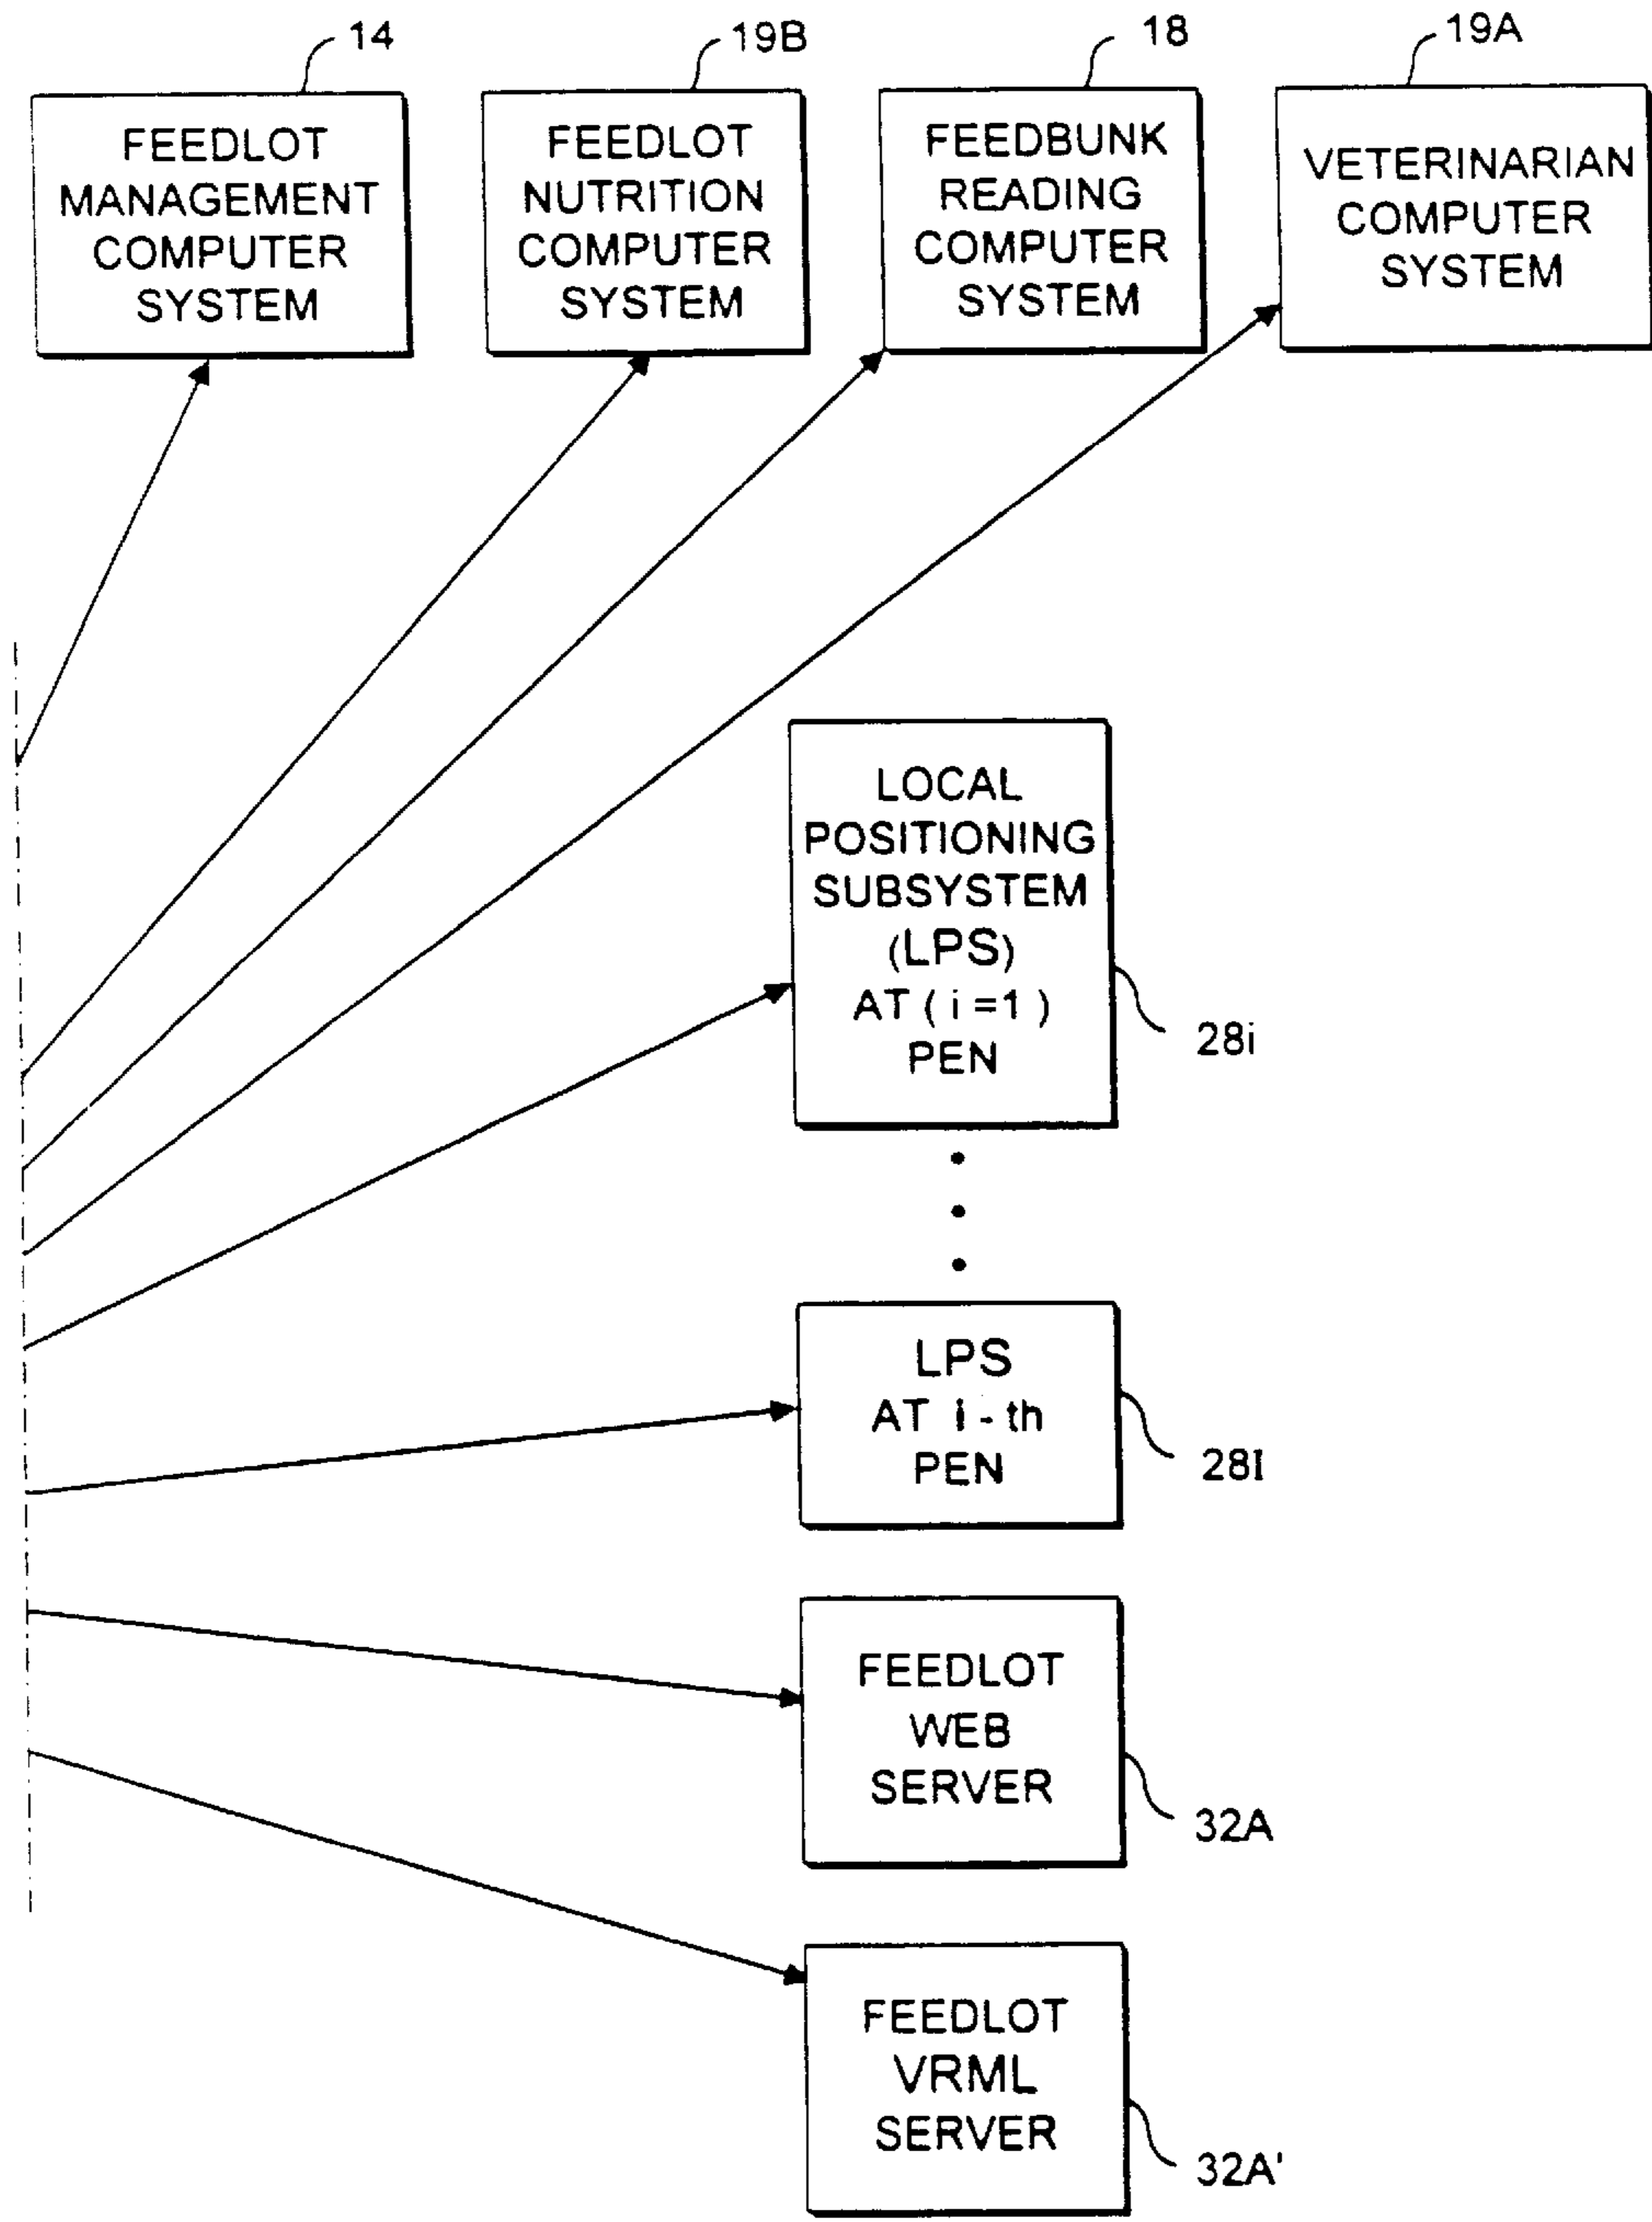 14
19B
18
19A
FEEDLOT
MANAGEMENT
COMPUTER
SYSTEM
FEEDLOT
NUTRITION
COMPUTER
SYSTEM
FEEDBUNK
READING
COMPUTER
SYSTEM
VETERINARIAN
COMPUTER
SYSTEM
LOCAL
POSITIONING
SUBSYSTEM
(LPS)
AT ( i =1 )
PEN
28i
LPS
AT i - th
PEN
28I
FEEDLOT
WEB
SERVER
32A
FEEDLOT
VRML
SERVER
32A'